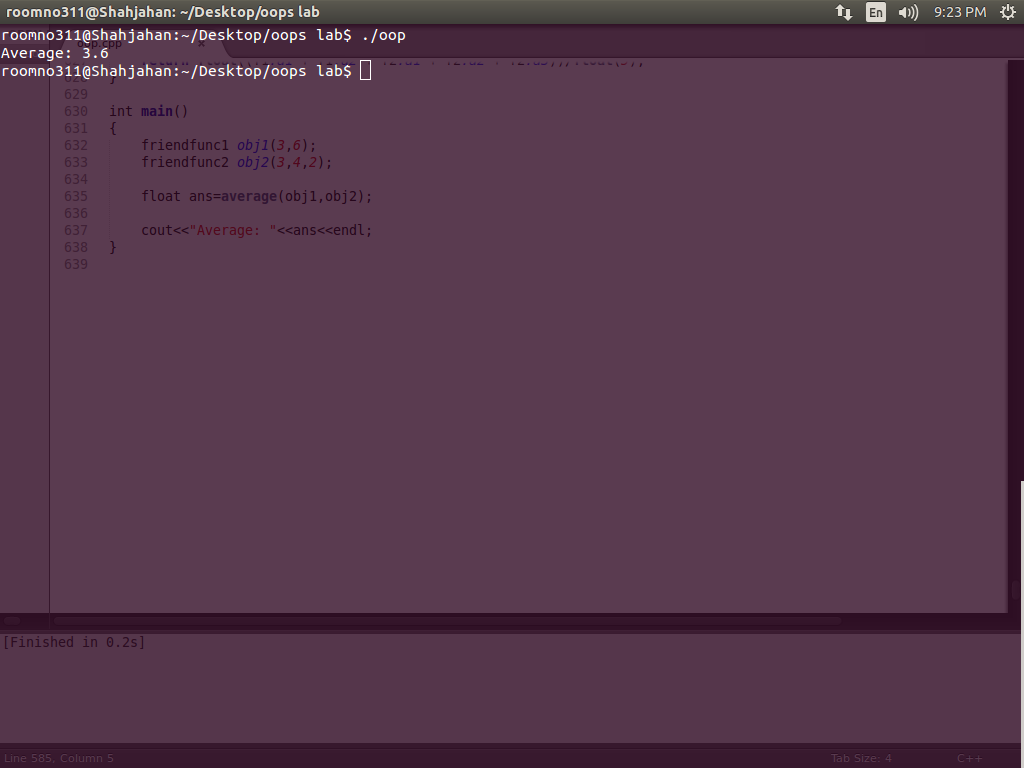 roomno311@Shahjahan: ~/Desktop/oops lab
En
9:23 PM
roomno311@Shahjahan:~/Desktop/oops lab$ ./oop
oop.cpp
Average: 3.6
roomno311@Shahjahan:~/Desktop/oops lab$
628 }
629
630 int main()
631 {
632 friendfunc1 obj1(3,6);
633 friendfunc2 obj2(3,4,2);
634
635 float ans=average(obj1,obj2);
636
637 cout<<"Average: "<<ans<<endl;
638 }
639
[Finished in 0.2s]
Line 585, Column 5
Tab Size: 4
C++